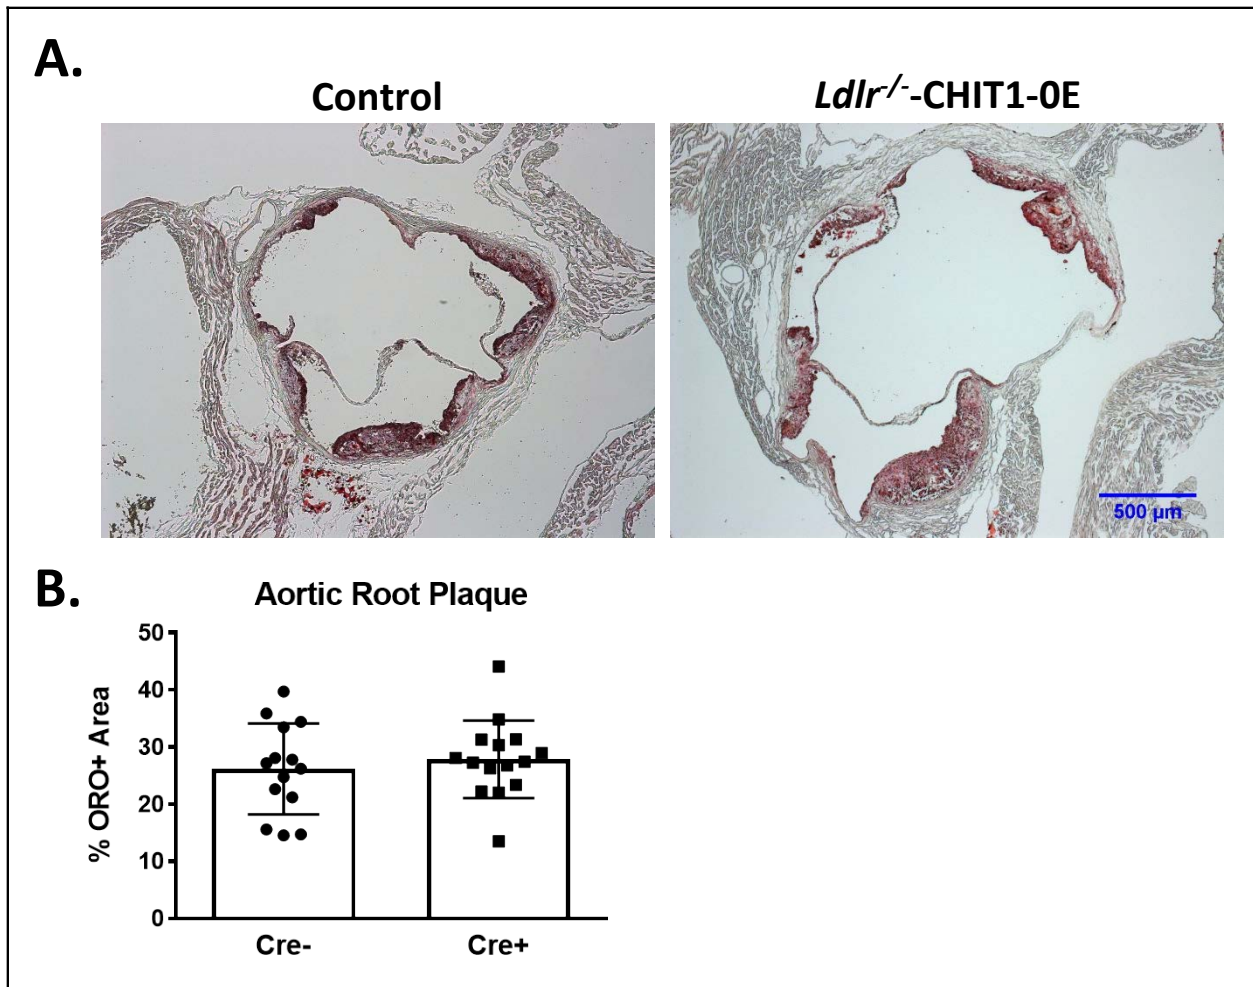 A.
Control
Ldlr-/--CHIT1-0E
500 µm
B.
Aortic Root Plaque
50
40
30
20
10
0
% ORO+ Area
Cre-
Cre+